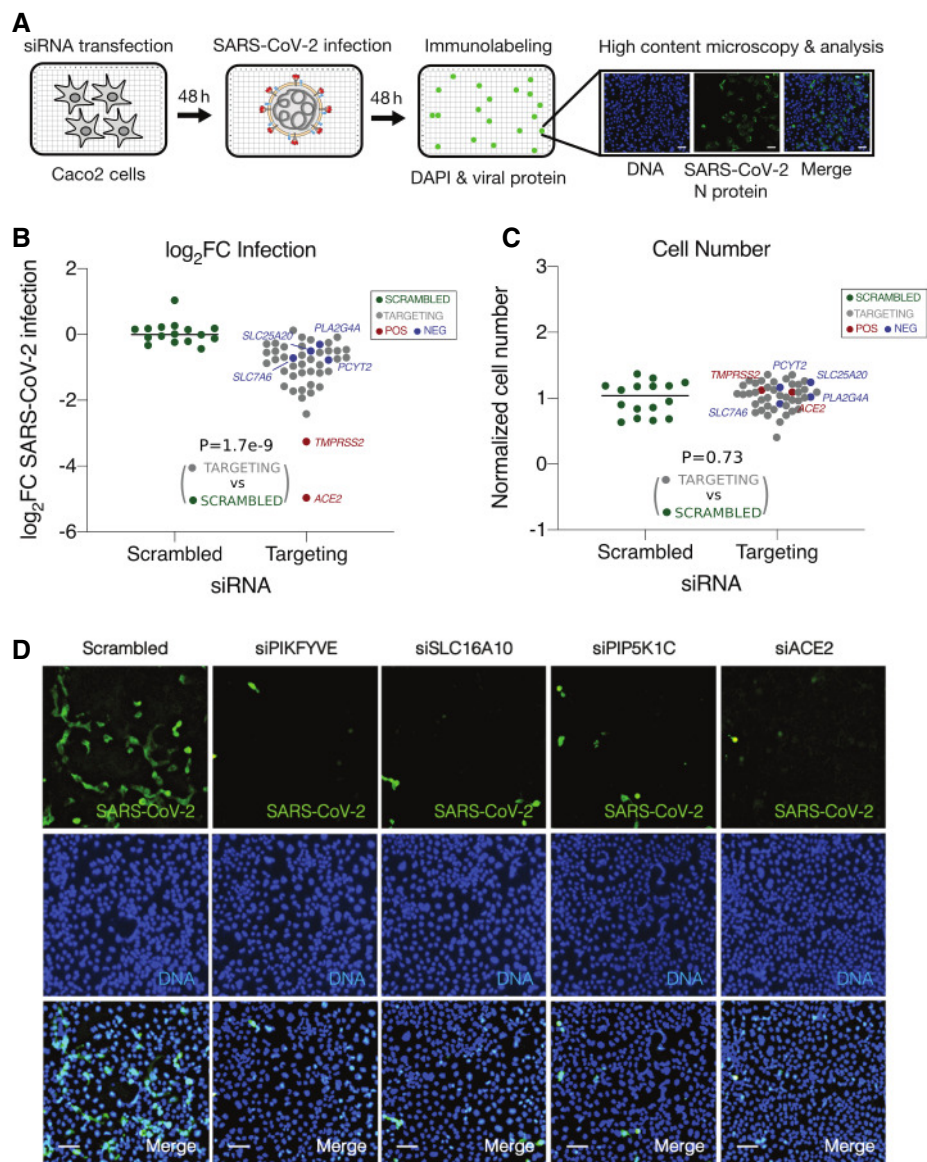 A
siRNA transfection
SARS-CoV-2 infection
Immunolabeling
High content microscopy & analysis
48 h
48 h
Caco2 cells
DAPI & viral protein
DNA
SARS-CoV-2
N protein
Merge
B
log2FC Infection
log2FC SARS-CoV-2 infection
2
0
-2
-4
-6
SCRAMBLED
TARGETING
POS
NEG
SLC25A20
PLA2G4A
SLC7A6
PCYT2
TMPRSS2
ACE2
P=1.7e-9
TARGETING
vs
SCRAMBLED
Scrambled
Targeting
siRNA
C
Cell Number
Normalized cell number
3
2
1
0
-1
SCRAMBLED
TARGETING
POS
NEG
TMPRSS2
PCYT2
SLC25A20
PLA2G4A
SLC7A6
ACE2
P=0.73
TARGETING
vs
SCRAMBLED
Scrambled
Targeting
siRNA
D
Scrambled
siPIKFYVE
siSLC16A10
siPIP5K1C
siACE2
SARS-CoV-2
SARS-CoV-2
SARS-CoV-2
SARS-CoV-2
SARS-CoV-2
DNA
DNA
DNA
DNA
DNA
Merge
Merge
Merge
Merge
Merge